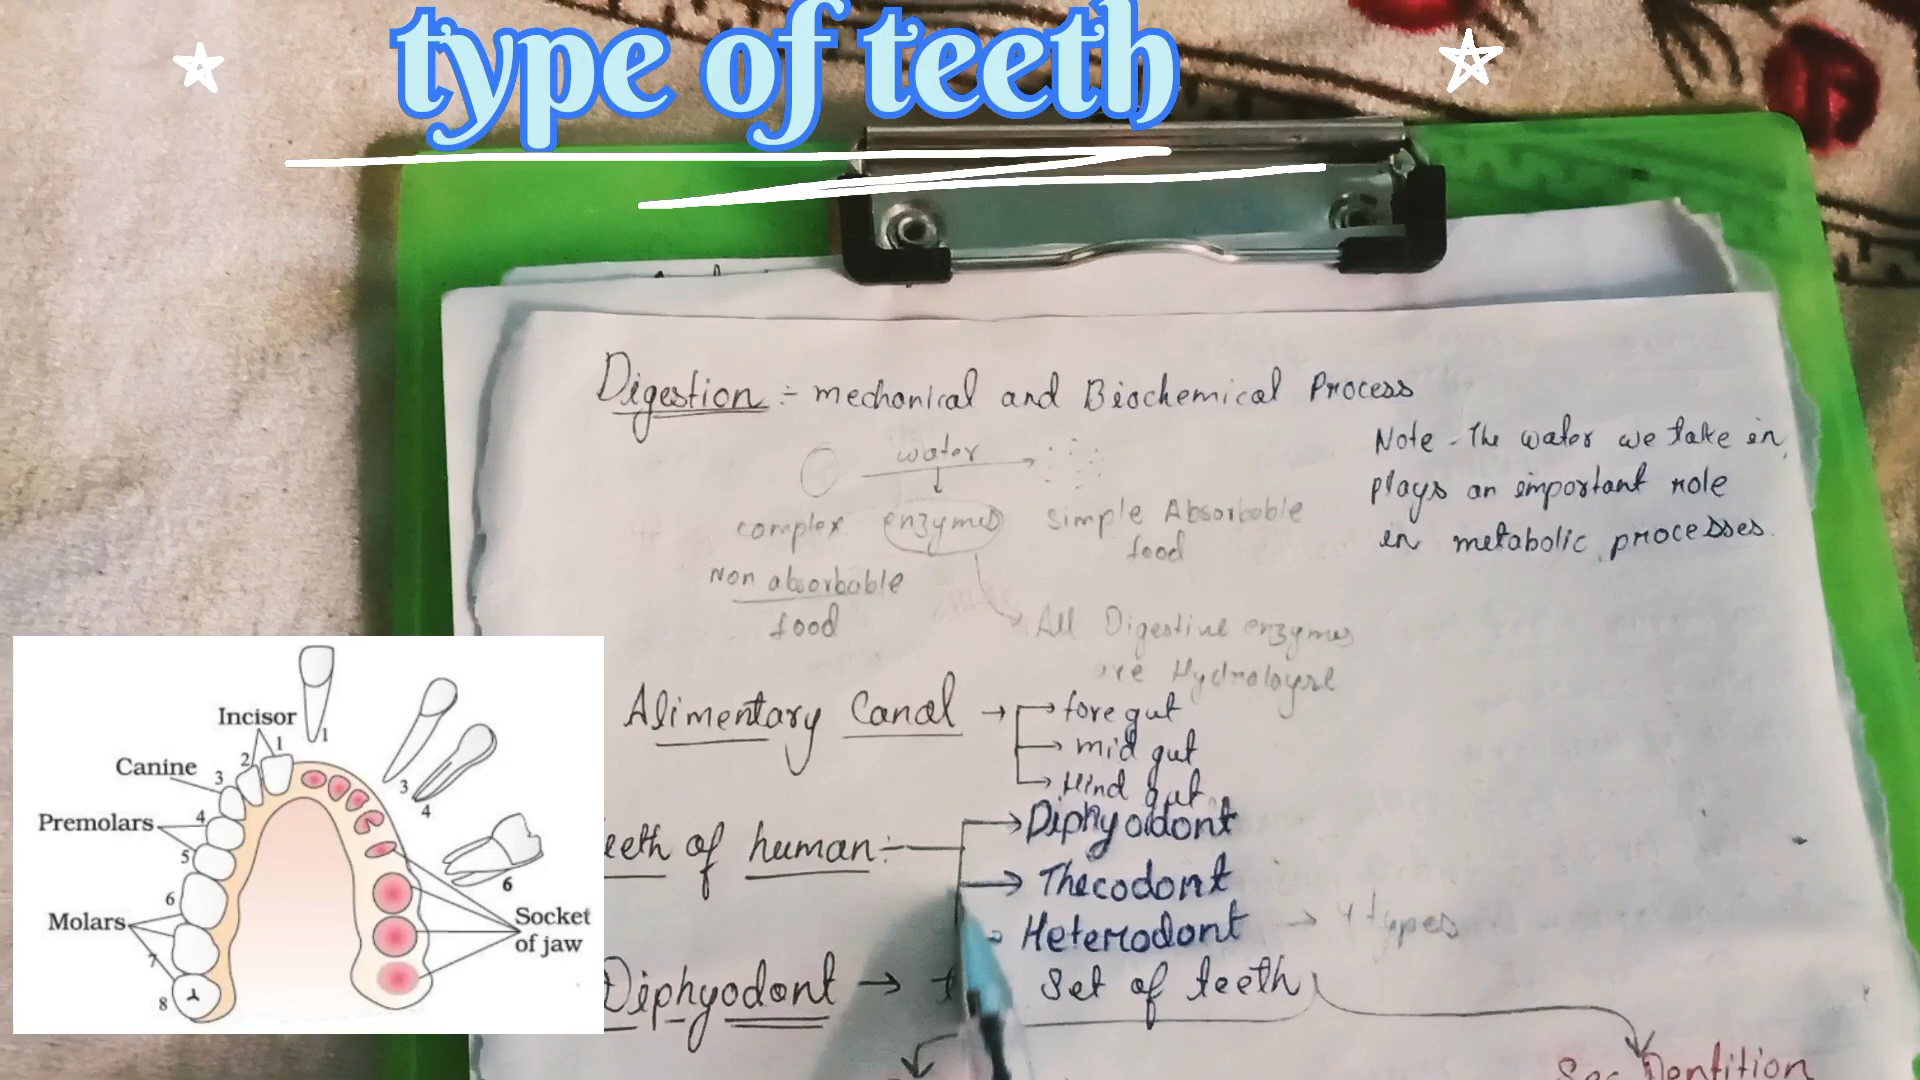 type of teeth
Digestion :- mechanical and Biochemical Process
Note - The water we take in,
plays an important role
in metabolic processes.
water
complex enzymes simple Absorbable
food
Non absorbable
food
All Digestive enzymes
are
Alimentary Canal → fore gut
mid gut
Hind gut
eeth of human :- Diphyodont
Thecodont
Heterodont → 4 types
Diphyodont → Set of teeth
Dentition
Incisor
Canine
Premolars
Molars
Socket
of jaw
1
2
3
4
5
6
7
8
1
3
4
6